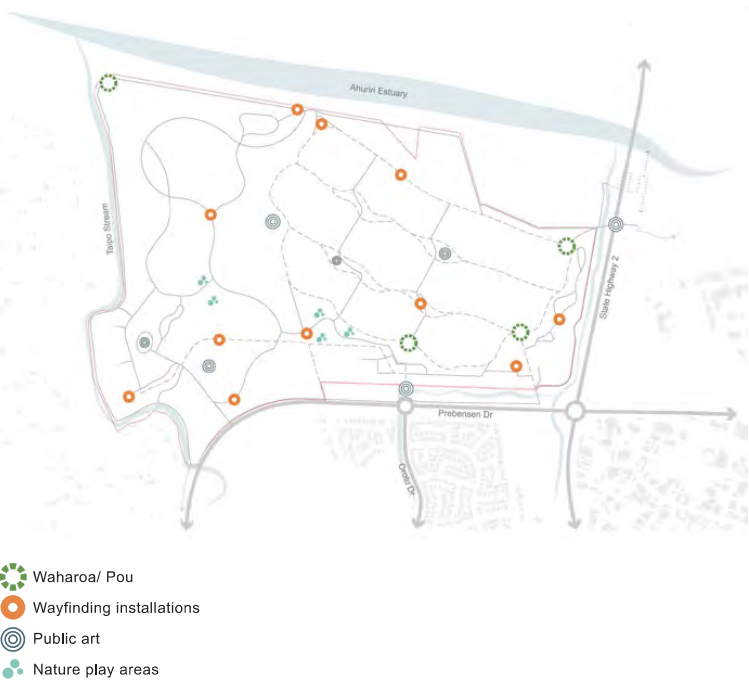 Ahuriri Estuary
Taipo Stream
State Highway 2
Prebensen Dr
Orotu Dr
Waharoa/ Pou
Wayfinding installations
Public art
Nature play areas